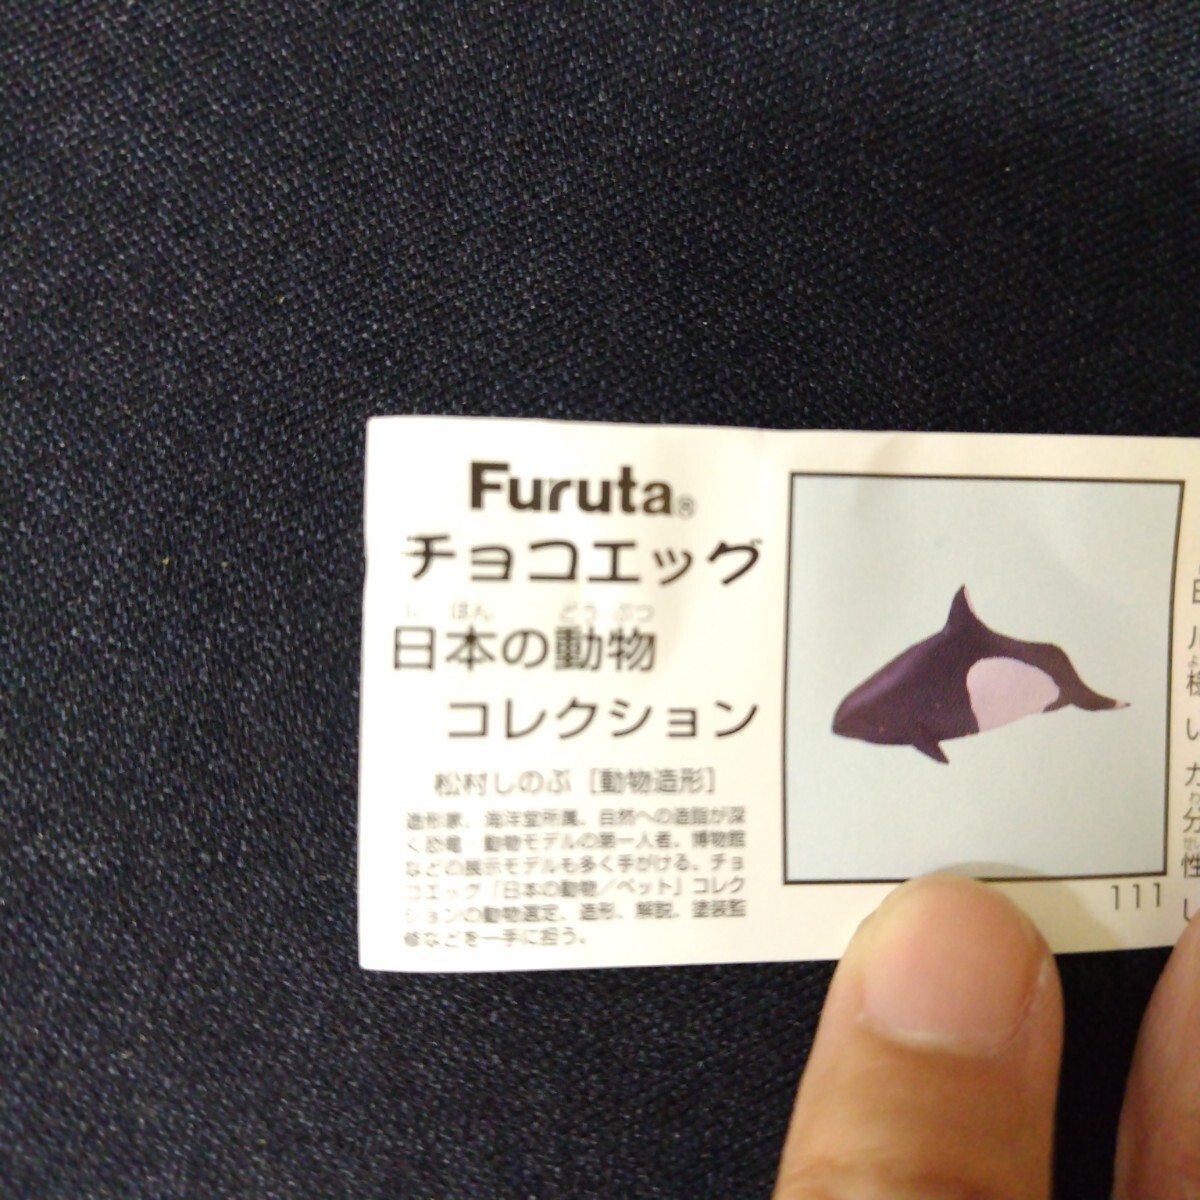 Furuta®
チョコエッグ
に ほん どう ぶつ
日本の動物
コレクション
松村しのぶ［動物造形］
造形家、海洋堂所属。自然への造詣が深
く恐竜・動物モデルの第一人者。博物館
などの展示モデルも多く手がける。チョ
コエッグ「日本の動物／ペット」コレク
ションの動物選定、造形、解説、塗装監
修などを一手に担う。
111
い
カ
分
性